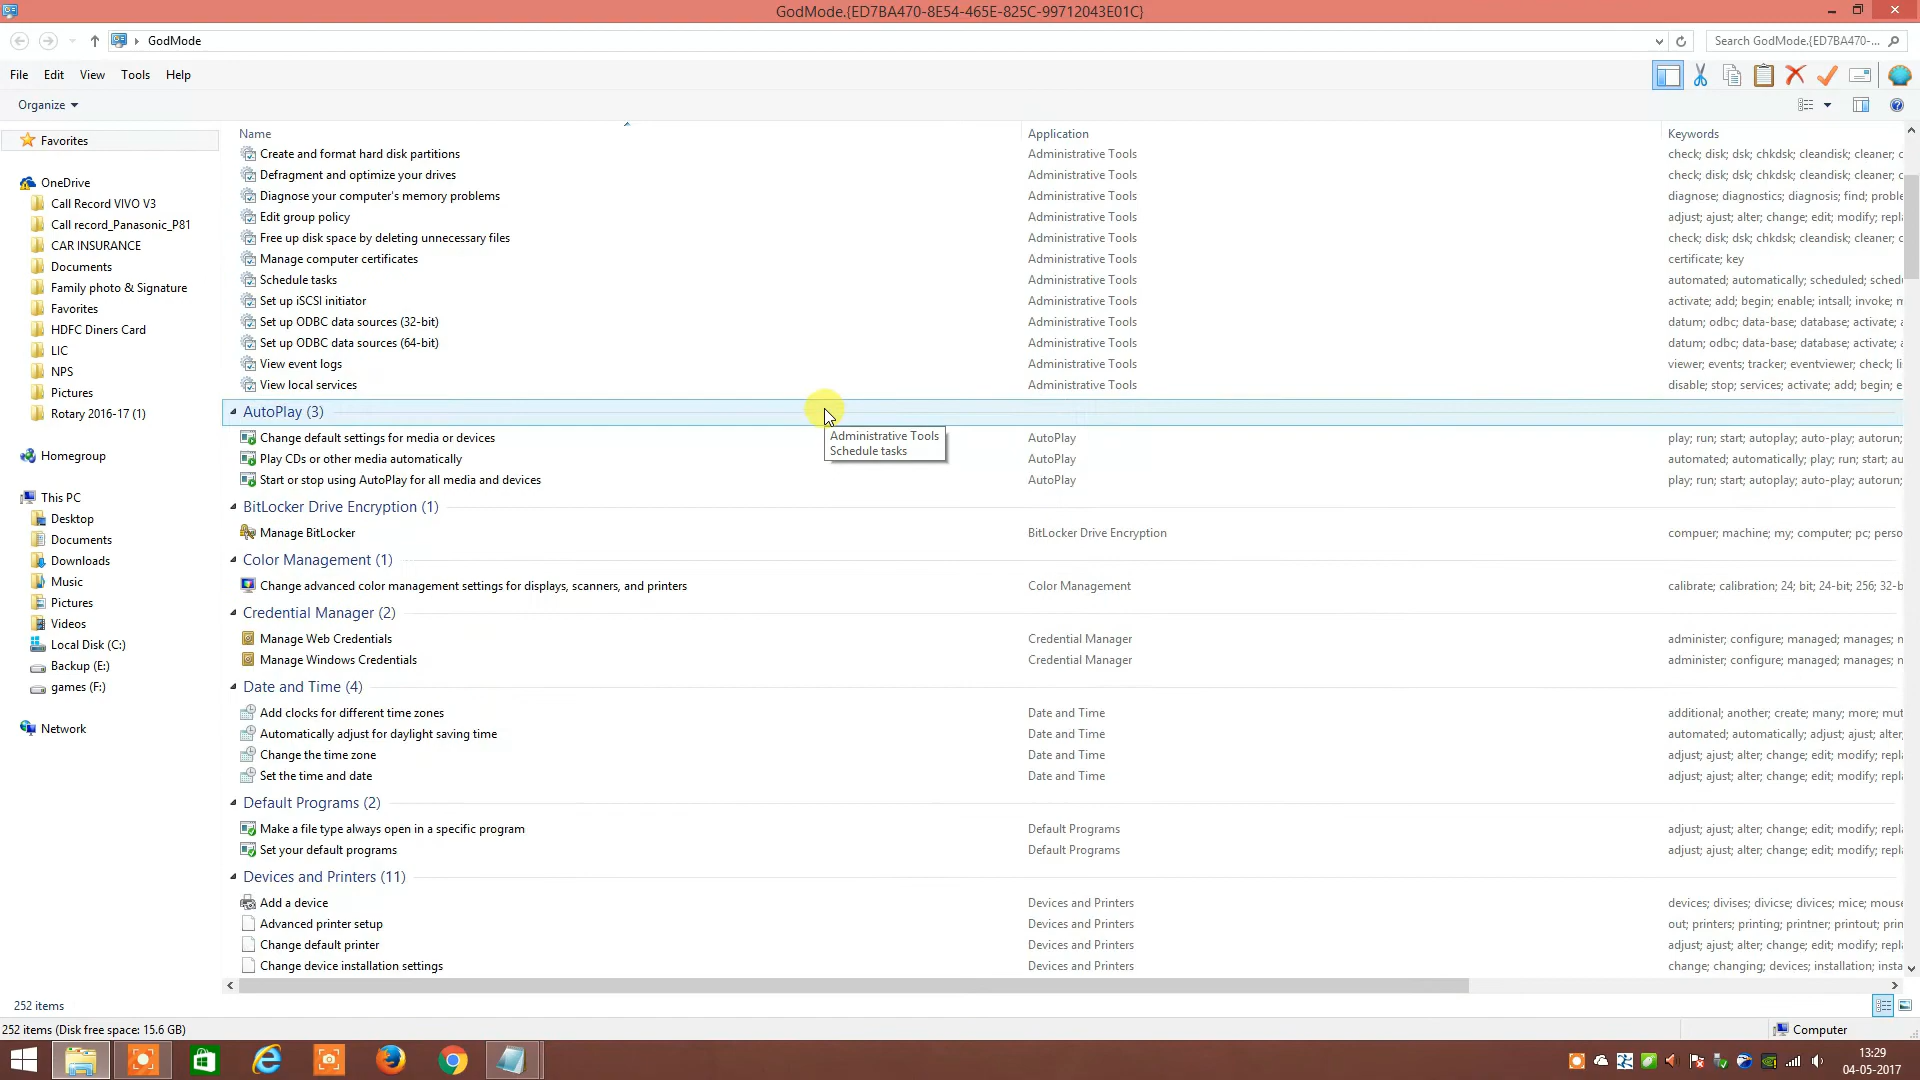 GodMode.{ED7BA470-8E54-465E-825C-99712043E01C}
GodMode
Search GodMode.{ED7BA470-...
File Edit View Tools Help
Organize
Name Application Keywords
Favorites
OneDrive
Call Record VIVO V3
Call record_Panasonic_P81
CAR INSURANCE
Documents
Family photo & Signature
Favorites
HDFC Diners Card
LIC
NPS
Pictures
Rotary 2016-17 (1)
Homegroup
This PC
Desktop
Documents
Downloads
Music
Pictures
Videos
Local Disk (C:)
Backup (E:)
games (F:)
Network
Create and format hard disk partitions Administrative Tools check; disk; dsk; chkdsk; cleandisk; cleaner; c
Defragment and optimize your drives Administrative Tools check; disk; dsk; chkdsk; cleandisk; cleaner; c
Diagnose your computer's memory problems Administrative Tools diagnose; diagnostics; diagnosis; find; proble
Edit group policy Administrative Tools adjust; ajust; alter; change; edit; modify; repl
Free up disk space by deleting unnecessary files Administrative Tools check; disk; dsk; chkdsk; cleandisk; cleaner; c
Manage computer certificates Administrative Tools certificate; key
Schedule tasks Administrative Tools automated; automatically; scheduled; sched
Set up iSCSI initiator Administrative Tools activate; add; begin; enable; intsall; invoke; m
Set up ODBC data sources (32-bit) Administrative Tools datum; odbc; data-base; database; activate; a
Set up ODBC data sources (64-bit) Administrative Tools datum; odbc; data-base; database; activate; a
View event logs Administrative Tools viewer; events; tracker; eventviewer; check; li
View local services Administrative Tools disable; stop; services; activate; add; begin; e
AutoPlay (3)
Administrative Tools
Schedule tasks
Change default settings for media or devices AutoPlay play; run; start; autoplay; auto-play; autorun;
Play CDs or other media automatically AutoPlay automated; automatically; play; run; start; au
Start or stop using AutoPlay for all media and devices AutoPlay play; run; start; autoplay; auto-play; autorun;
BitLocker Drive Encryption (1)
Manage BitLocker BitLocker Drive Encryption compuer; machine; my; computer; pc; perso
Color Management (1)
Change advanced color management settings for displays, scanners, and printers Color Management calibrate; calibration; 24; bit; 24-bit; 256; 32-b
Credential Manager (2)
Manage Web Credentials Credential Manager administer; configure; managed; manages; n
Manage Windows Credentials Credential Manager administer; configure; managed; manages; n
Date and Time (4)
Add clocks for different time zones Date and Time additional; another; create; many; more; mut
Automatically adjust for daylight saving time Date and Time automated; automatically; adjust; ajust; alter;
Change the time zone Date and Time adjust; ajust; alter; change; edit; modify; repl
Set the time and date Date and Time adjust; ajust; alter; change; edit; modify; repl
Default Programs (2)
Make a file type always open in a specific program Default Programs adjust; ajust; alter; change; edit; modify; repl
Set your default programs Default Programs adjust; ajust; alter; change; edit; modify; repl
Devices and Printers (11)
Add a device Devices and Printers devices; divises; divicse; divices; mice; mouse
Advanced printer setup Devices and Printers out; printers; printing; printner; printout; prin
Change default printer Devices and Printers adjust; ajust; alter; change; edit; modify; repl
Change device installation settings Devices and Printers change; changing; devices; installation; insta
252 items
252 items (Disk free space: 15.6 GB) Computer
13:29
04-05-2017